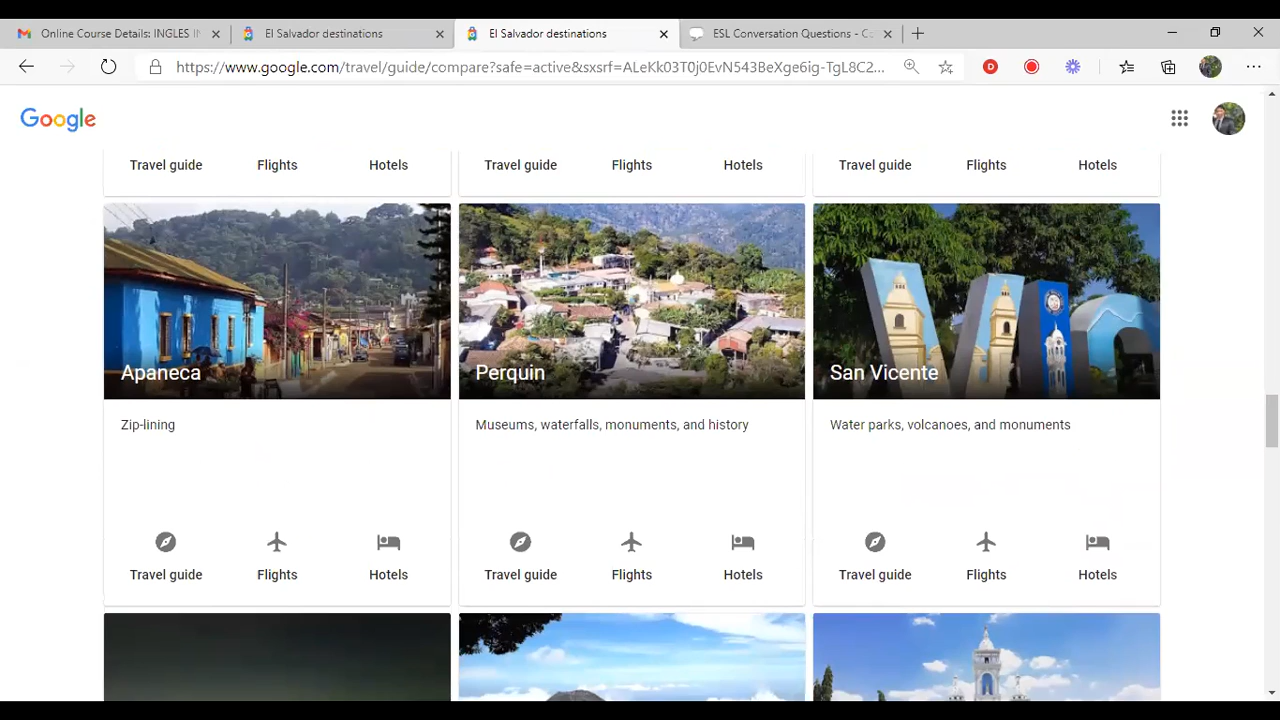 Online Course Details: INGLES IN
El Salvador destinations
El Salvador destinations
ESL Conversation Questions - C
https://www.google.com/travel/guide/compare?safe=active&sxsrf=ALeKk03T0j0EvN543BeXge6ig-TgL8C2...
Google
Travel guide Flights Hotels
Travel guide Flights Hotels
Travel guide Flights Hotels
Apaneca
Zip-lining
Travel guide Flights Hotels
Perquin
Museums, waterfalls, monuments, and history
Travel guide Flights Hotels
VIC
San Vicente
Water parks, volcanoes, and monuments
Travel guide Flights Hotels